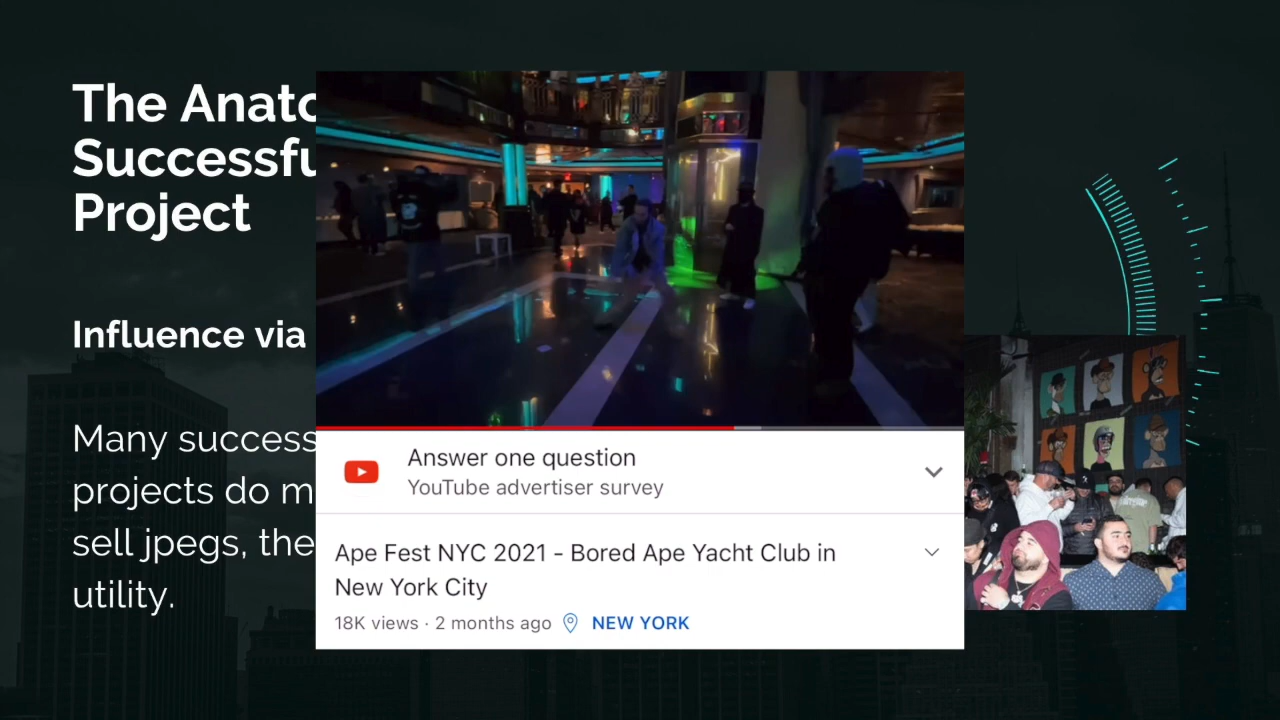 The Anato
Successfu
Project
Influence via
Many success
projects do m
sell jpegs, the
utility.
Answer one question
YouTube advertiser survey
Ape Fest NYC 2021 - Bored Ape Yacht Club in
New York City
18K views · 2 months ago NEW YORK